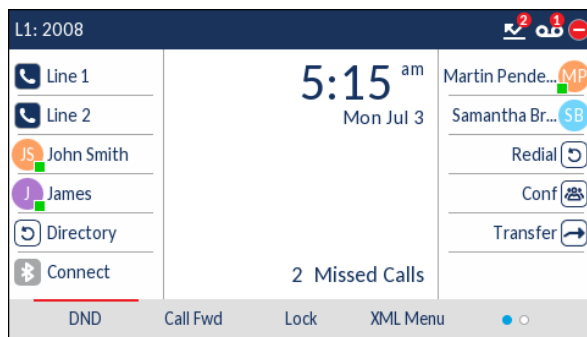 L1: 2008
2
1
Line 1
Line 2
JS John Smith
J James
Directory
Connect
5:15 am
Mon Jul 3
2 Missed Calls
Martin Pende... MP
Samantha Br... SB
Redial
Conf
Transfer
DND Call Fwd Lock XML Menu